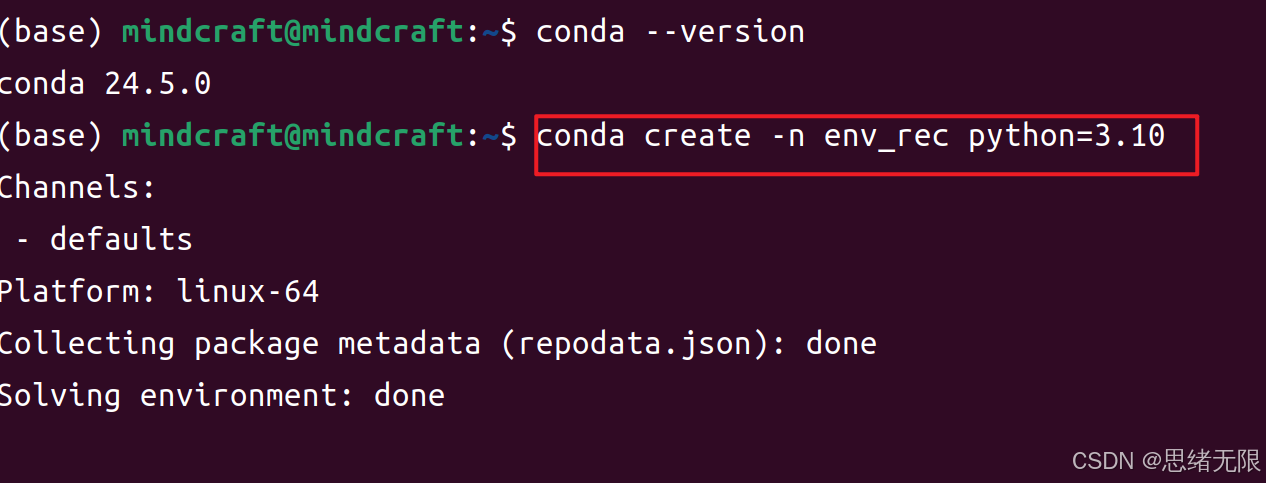 (base) mindcraft@mindcraft:~$ conda --version
conda 24.5.0
(base) mindcraft@mindcraft:~$ conda create -n env_rec python=3.10
Channels:
 - defaults
Platform: linux-64
Collecting package metadata (repodata.json): done
Solving environment: done
CSDN @思绪无限